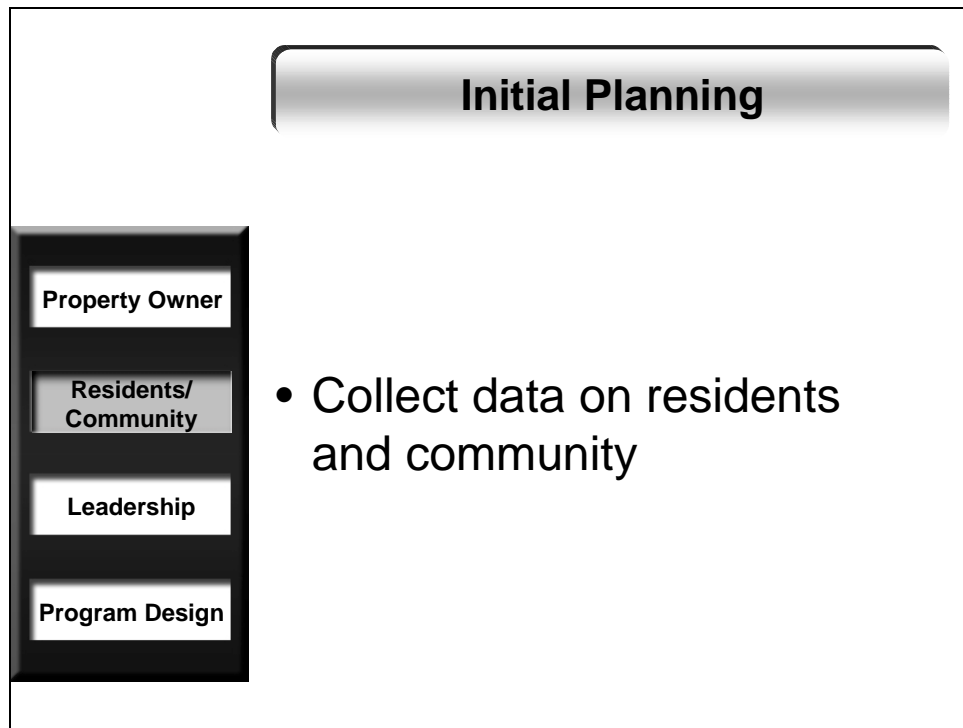 Initial Planning
Property Owner
Residents/
Community
Leadership
Program Design
• Collect data on residents
and community